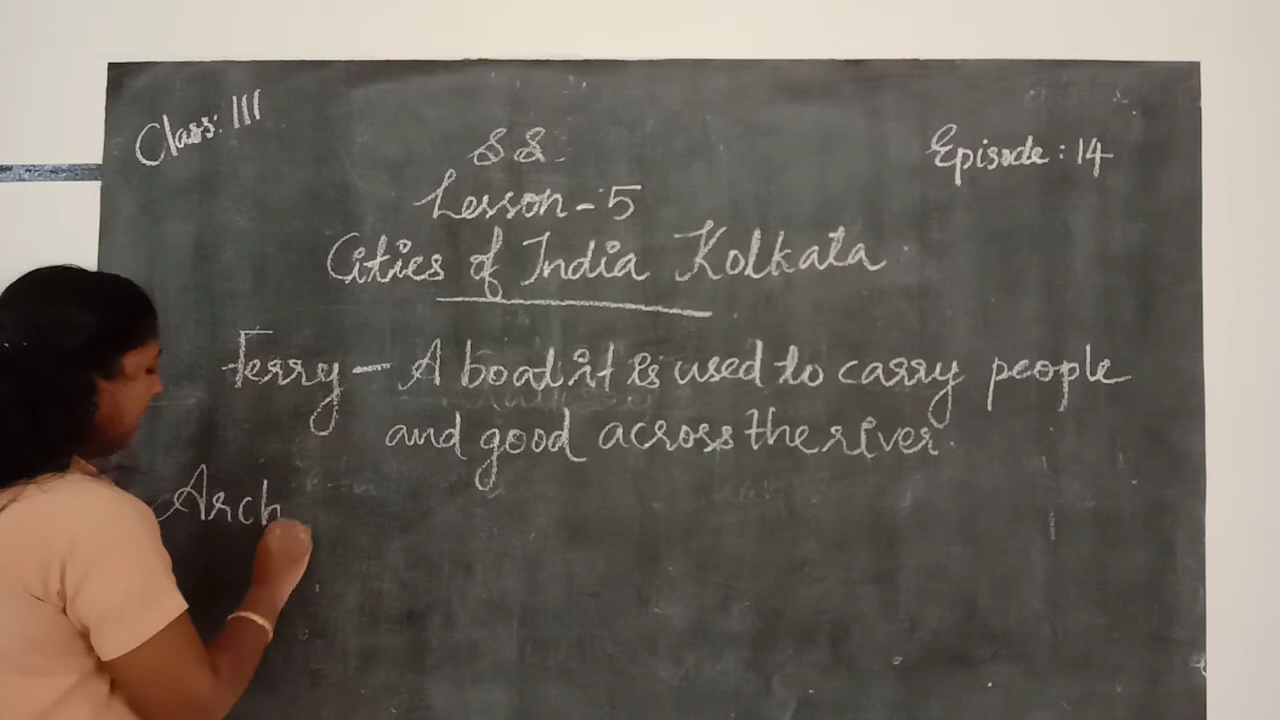 Class: III
SS.
Episode : 14
Lesson - 5
Cities of India Kolkata
Ferry - A boat it is used to carry people
and good across the river.
Arch